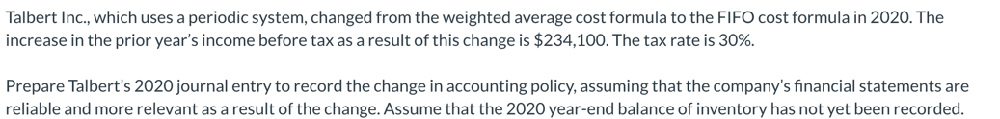 Talbert Inc., which uses a periodic system, changed from the weighted average cost formula to the FIFO cost formula in 2020. The
increase in the prior year's income before tax as a result of this change is $234,100. The tax rate is 30%.
Prepare Talbert's 2020 journal entry to record the change in accounting policy, assuming that the company's financial statements are
reliable and more relevant as a result of the change. Assume that the 2020 year-end balance of inventory has not yet been recorded.